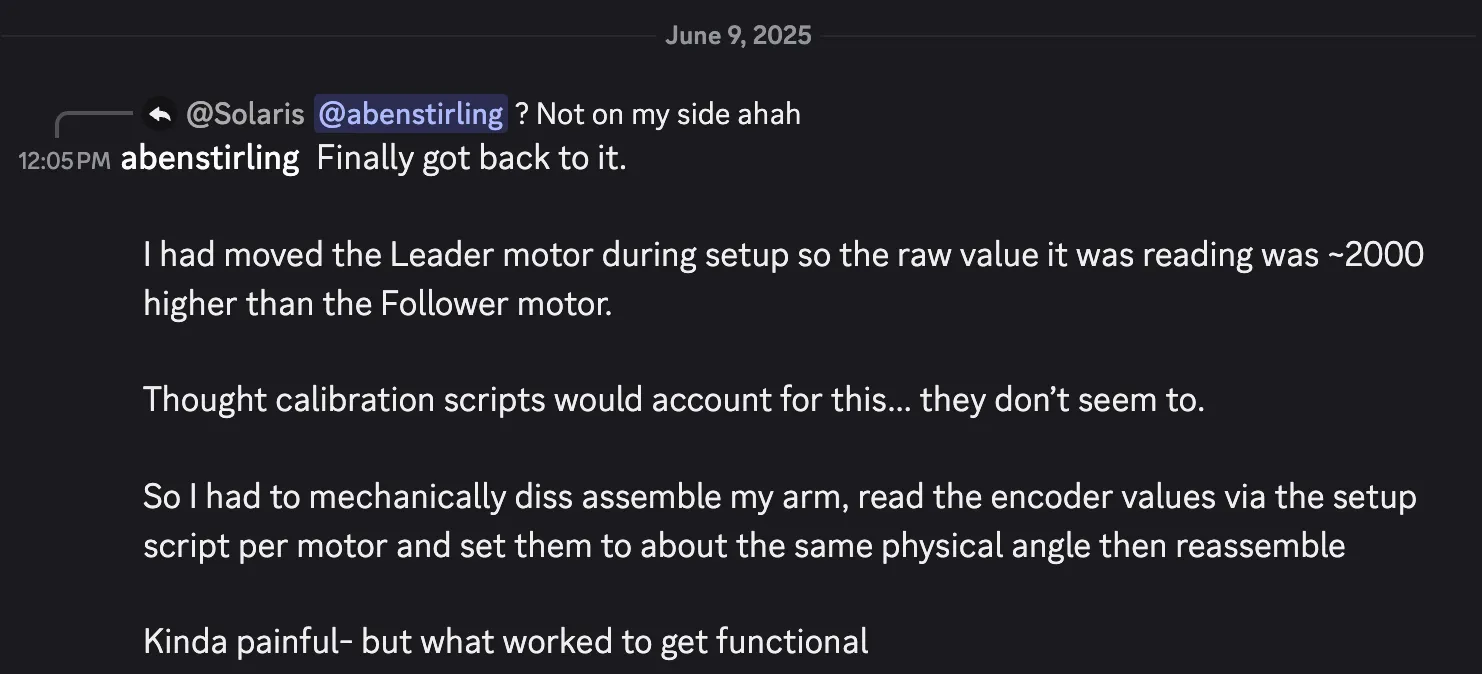 June 9, 2025
@Solaris @abenstirling ? Not on my side ahah
12:05 PM abenstirling Finally got back to it.
I had moved the Leader motor during setup so the raw value it was reading was ~2000
higher than the Follower motor.
Thought calibration scripts would account for this... they don’t seem to.
So I had to mechanically diss assemble my arm, read the encoder values via the setup
script per motor and set them to about the same physical angle then reassemble
Kinda painful- but what worked to get functional